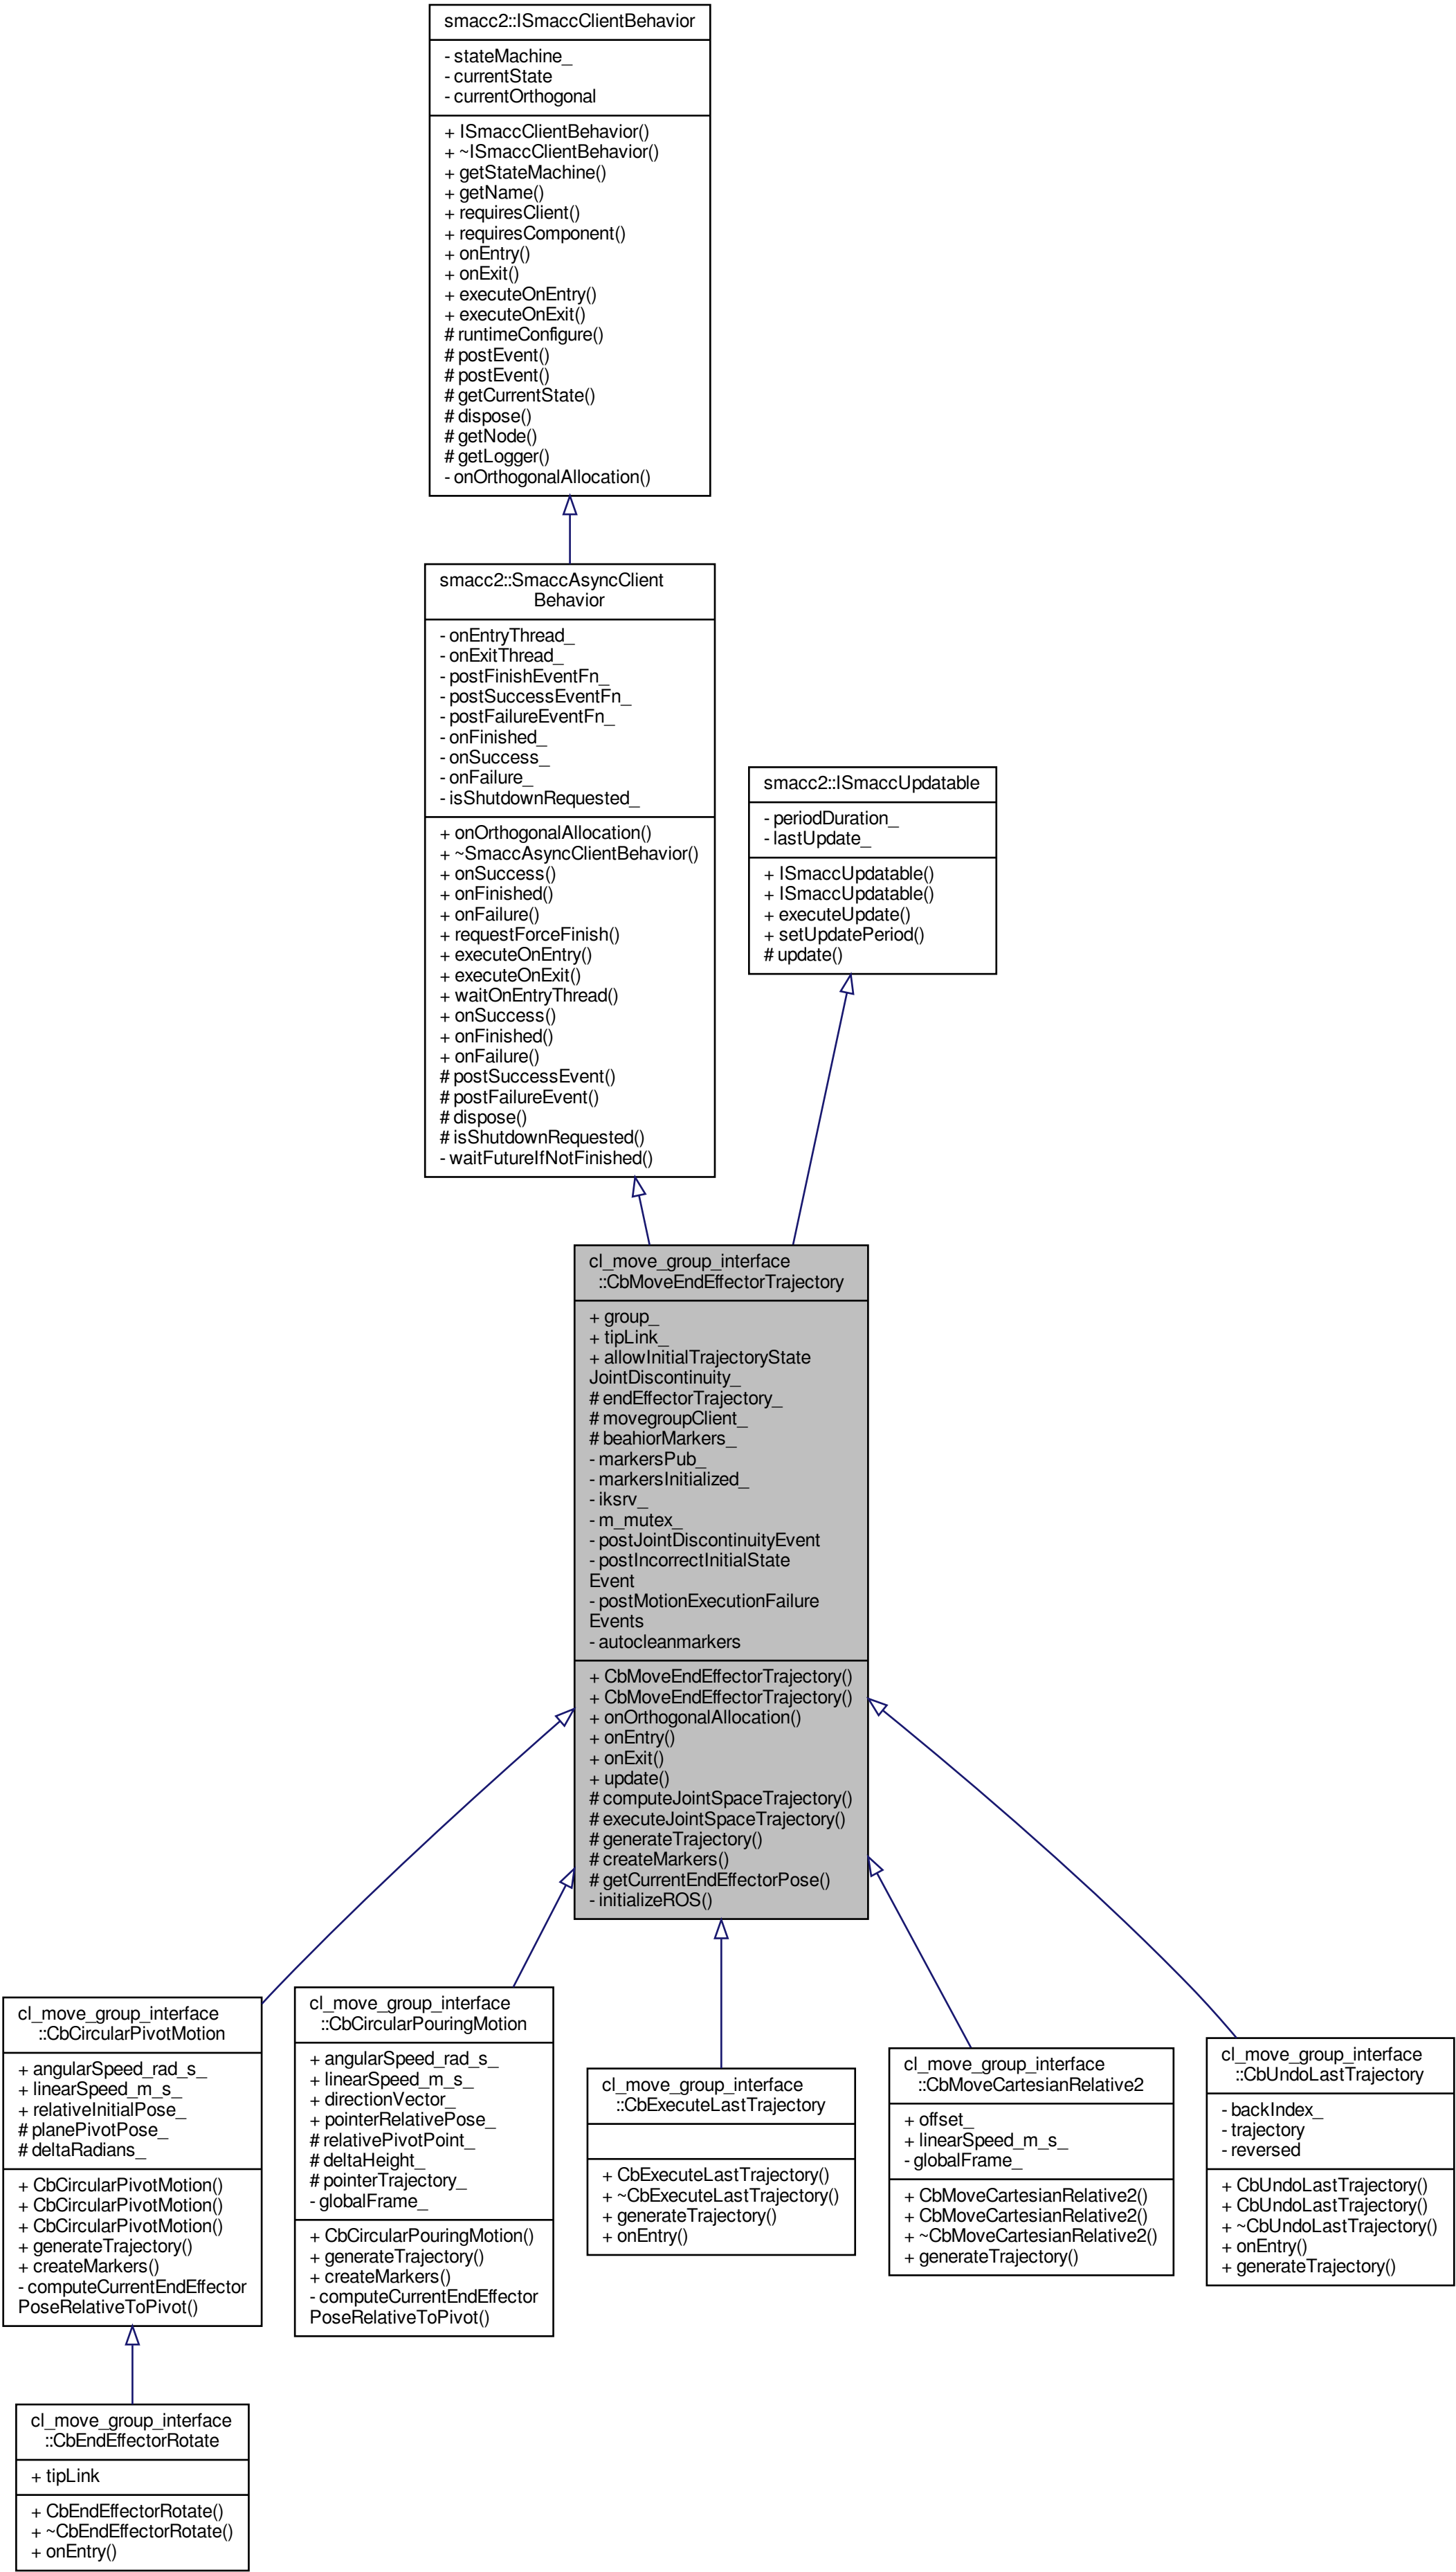 smacc2::ISmaccClientBehavior
- stateMachine_
- currentState
- currentOrthogonal
+ ISmaccClientBehavior()
+ ~ISmaccClientBehavior()
+ getStateMachine()
+ getName()
+ requiresClient()
+ requiresComponent()
+ onEntry()
+ onExit()
+ executeOnEntry()
+ executeOnExit()
# runtimeConfigure()
# postEvent()
# postEvent()
# getCurrentState()
# dispose()
# getNode()
# getLogger()
- onOrthogonalAllocation()
smacc2::SmaccAsyncClient
Behavior
- onEntryThread_
- onExitThread_
- postFinishEventFn_
- postSuccessEventFn_
- postFailureEventFn_
- onFinished_
- onSuccess_
- onFailure_
- isShutdownRequested_
+ onOrthogonalAllocation()
+ ~SmaccAsyncClientBehavior()
+ onSuccess()
+ onFinished()
+ onFailure()
+ requestForceFinish()
+ executeOnEntry()
+ executeOnExit()
+ waitOnEntryThread()
+ onSuccess()
+ onFinished()
+ onFailure()
# postSuccessEvent()
# postFailureEvent()
# dispose()
# isShutdownRequested()
- waitFutureIfNotFinished()
smacc2::ISmaccUpdatable
- periodDuration_
- lastUpdate_
+ ISmaccUpdatable()
+ ISmaccUpdatable()
+ executeUpdate()
+ setUpdatePeriod()
# update()
cl_move_group_interface
::CbMoveEndEffectorTrajectory
+ group_
+ tipLink_
+ allowInitialTrajectoryState
JointDiscontinuity_
# endEffectorTrajectory_
# movegroupClient_
# beahiorMarkers_
- markersPub_
- markersInitialized_
- iksrv_
- m_mutex_
- postJointDiscontinuityEvent
- postIncorrectInitialState
Event
- postMotionExecutionFailure
Events
- autocleanmarkers
+ CbMoveEndEffectorTrajectory()
+ CbMoveEndEffectorTrajectory()
+ onOrthogonalAllocation()
+ onEntry()
+ onExit()
+ update()
# computeJointSpaceTrajectory()
# executeJointSpaceTrajectory()
# generateTrajectory()
# createMarkers()
# getCurrentEndEffectorPose()
- initializeROS()
cl_move_group_interface
::CbCircularPivotMotion
+ angularSpeed_rad_s_
+ linearSpeed_m_s_
+ relativeInitialPose_
# planePivotPose_
# deltaRadians_
+ CbCircularPivotMotion()
+ CbCircularPivotMotion()
+ CbCircularPivotMotion()
+ generateTrajectory()
+ createMarkers()
- computeCurrentEndEffector
PoseRelativeToPivot()
cl_move_group_interface
::CbCircularPouringMotion
+ angularSpeed_rad_s_
+ linearSpeed_m_s_
+ directionVector_
+ pointerRelativePose_
# relativePivotPoint_
# deltaHeight_
# pointerTrajectory_
- globalFrame_
+ CbCircularPouringMotion()
+ generateTrajectory()
+ createMarkers()
- computeCurrentEndEffector
PoseRelativeToPivot()
cl_move_group_interface
::CbExecuteLastTrajectory
+ CbExecuteLastTrajectory()
+ ~CbExecuteLastTrajectory()
+ generateTrajectory()
+ onEntry()
cl_move_group_interface
::CbMoveCartesianRelative2
+ offset_
+ linearSpeed_m_s_
- globalFrame_
+ CbMoveCartesianRelative2()
+ CbMoveCartesianRelative2()
+ ~CbMoveCartesianRelative2()
+ generateTrajectory()
cl_move_group_interface
::CbUndoLastTrajectory
- backIndex_
- trajectory
- reversed
+ CbUndoLastTrajectory()
+ CbUndoLastTrajectory()
+ ~CbUndoLastTrajectory()
+ onEntry()
+ generateTrajectory()
cl_move_group_interface
::CbEndEffectorRotate
+ tipLink
+ CbEndEffectorRotate()
+ ~CbEndEffectorRotate()
+ onEntry()